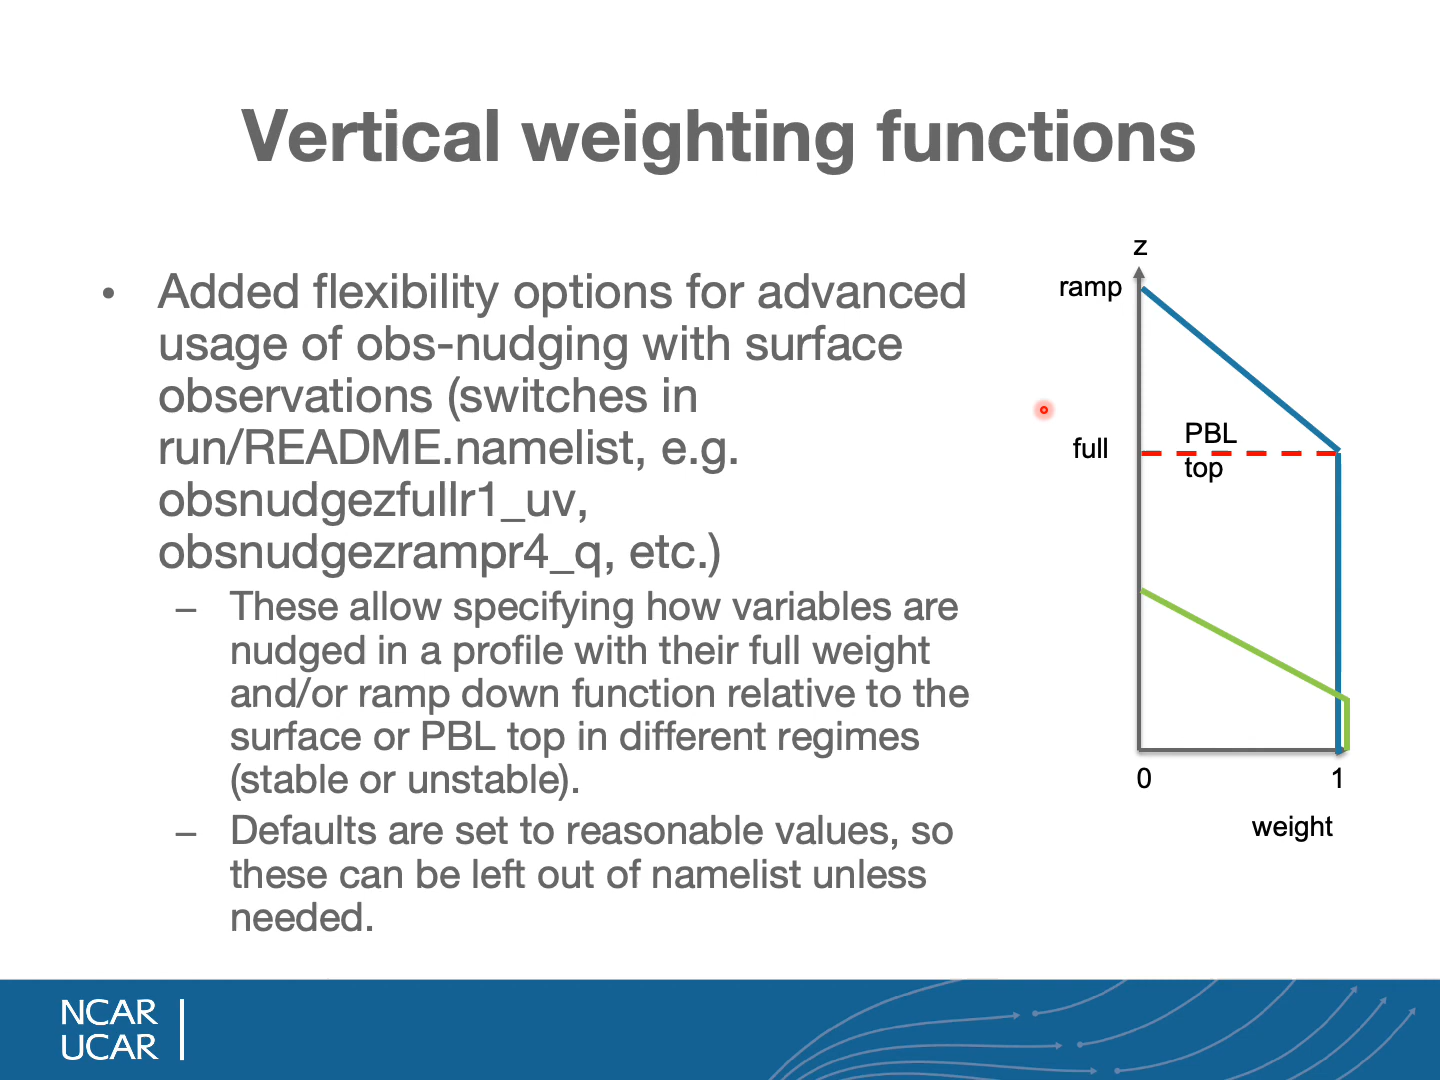 Vertical weighting functions
• Added flexibility options for advanced
usage of obs-nudging with surface
observations (switches in
run/README.namelist, e.g.
obsnudgezfullr1_uv,
obsnudgezrampr4_q, etc.)
– These allow specifying how variables are
nudged in a profile with their full weight
and/or ramp down function relative to the
surface or PBL top in different regimes
(stable or unstable).
– Defaults are set to reasonable values, so
these can be left out of namelist unless
needed.
z
ramp
full
PBL
top
0
1
weight
NCAR
UCAR